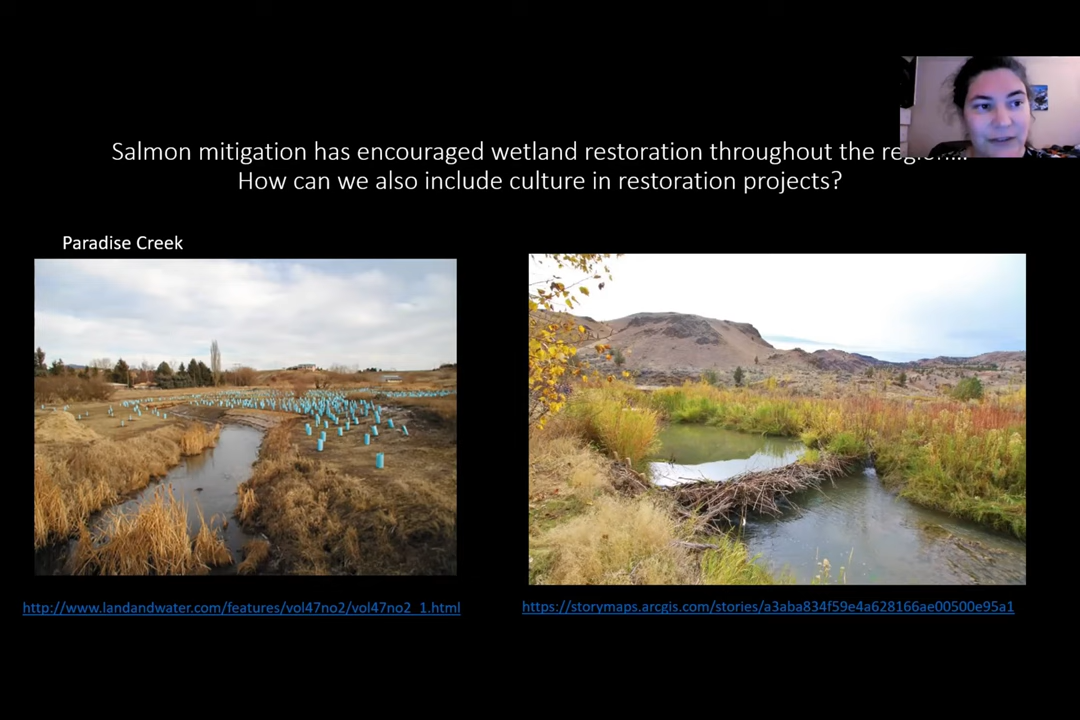 Salmon mitigation has encouraged wetland restoration throughout the
How can we also include culture in restoration projects?
Paradise Creek
http://www.landandwater.com/features/vol47no2/vol47no2_1.html
https://storymaps.arcgis.com/stories/a3aba834f59e4a628166ae00500e95a1